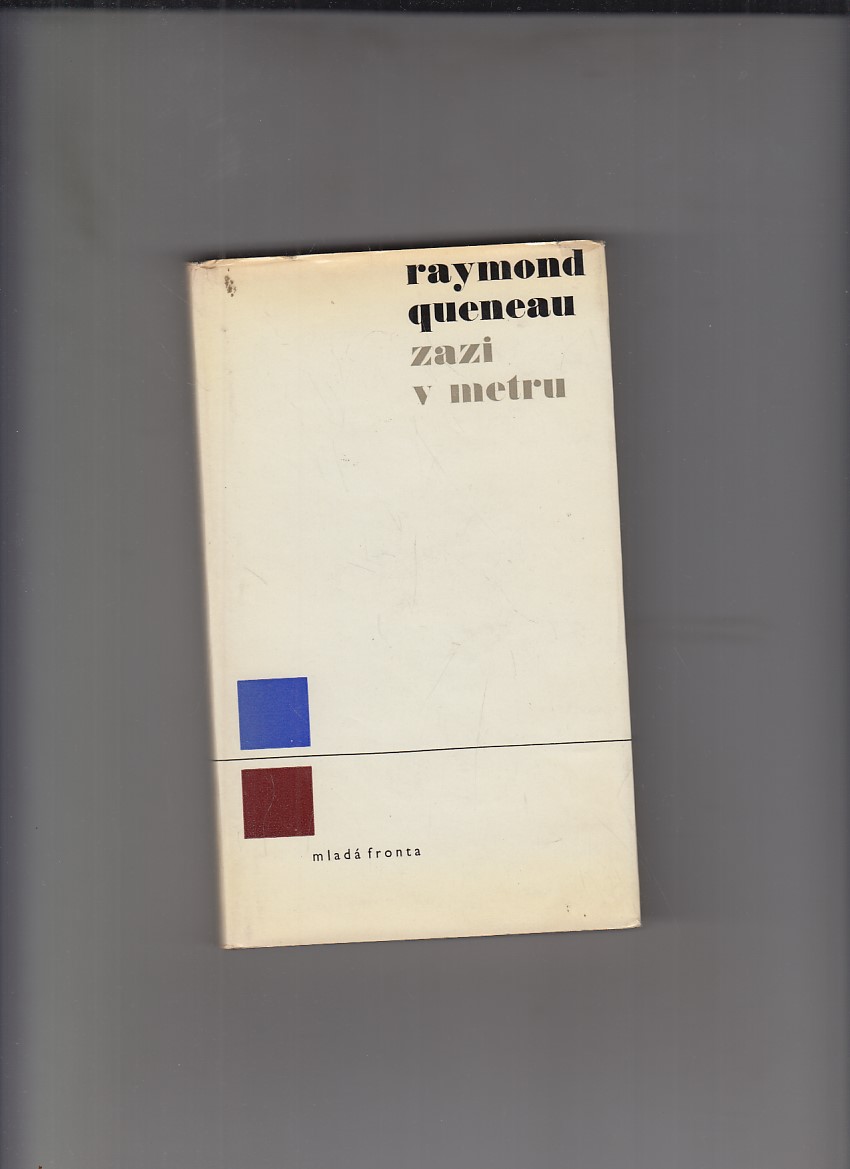 raymond
queneau
zazi
v metru
mladá fronta